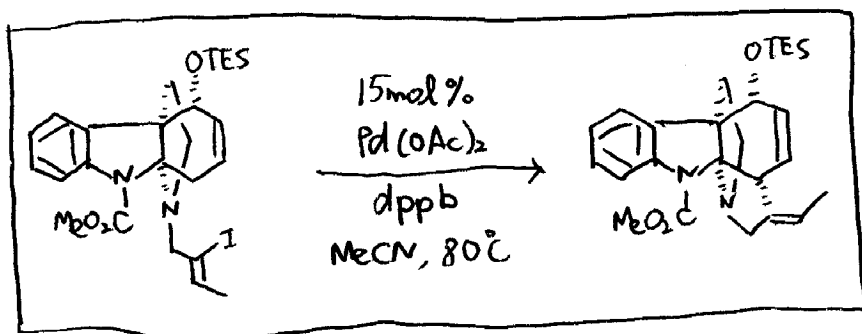 OTES
N
MeO₂C
N
I
15mol%
Pd(OAc)₂
dppb
MeCN, 80°C
OTES
N
MeO₂C
N